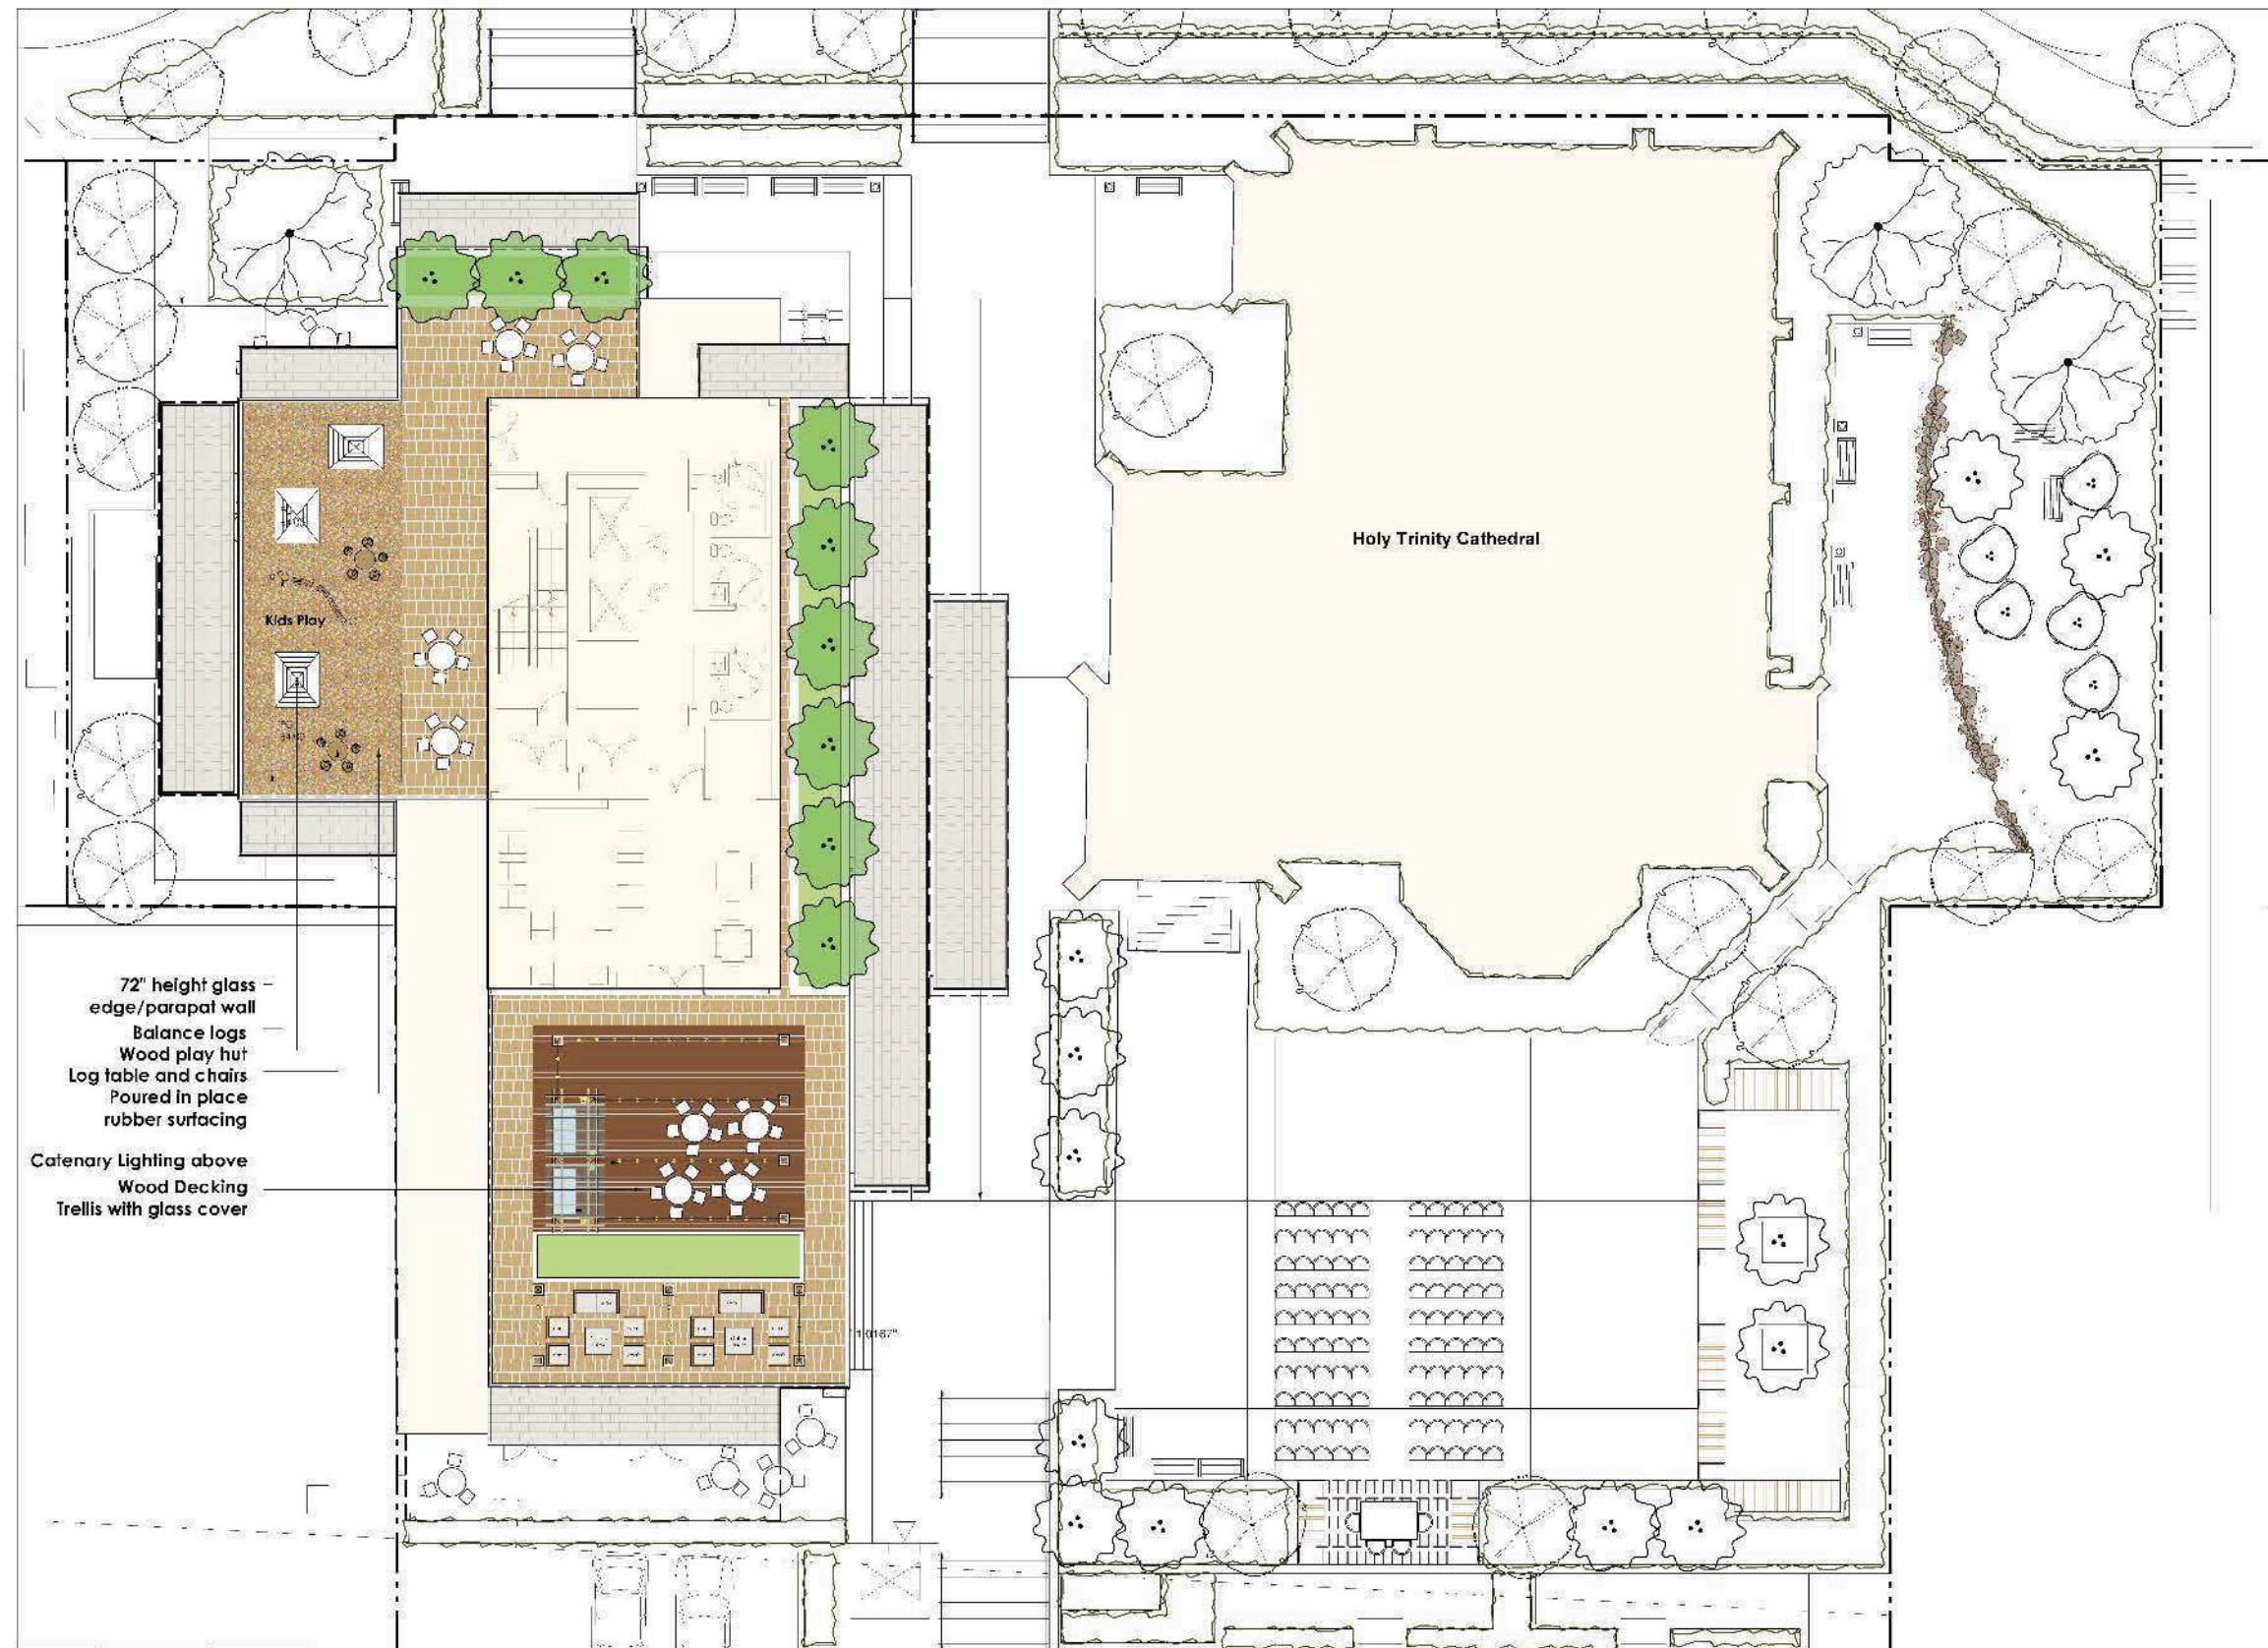 Holy Trinity Cathedral
Kids Play
72" height glass
edge/parapat wall
Balance logs
Wood play hut
Log table and chairs
Poured in place
rubber surfacing
Catenary Lighting above
Wood Decking
Trellis with glass cover